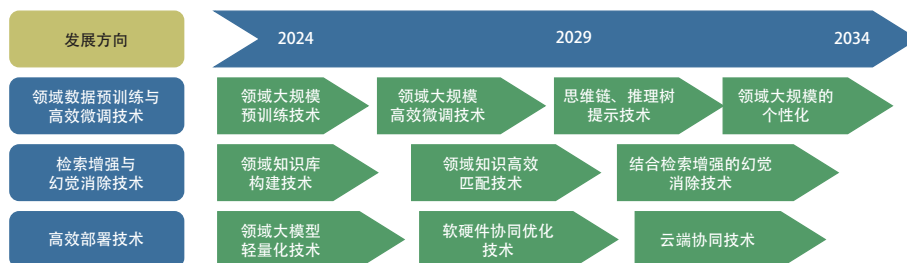 发展方向
2024
2029
2034
领域数据预训练与
高效微调技术
领域大规模
预训练技术
领域大规模
高效微调技术
思维链、推理树
提示技术
领域大规模的
个性化
检索增强与
幻觉消除技术
领域知识库
构建技术
领域知识高效
匹配技术
结合检索增强的幻觉
消除技术
高效部署技术
领域大模型
轻量化技术
软硬件协同优化
技术
云端协同技术